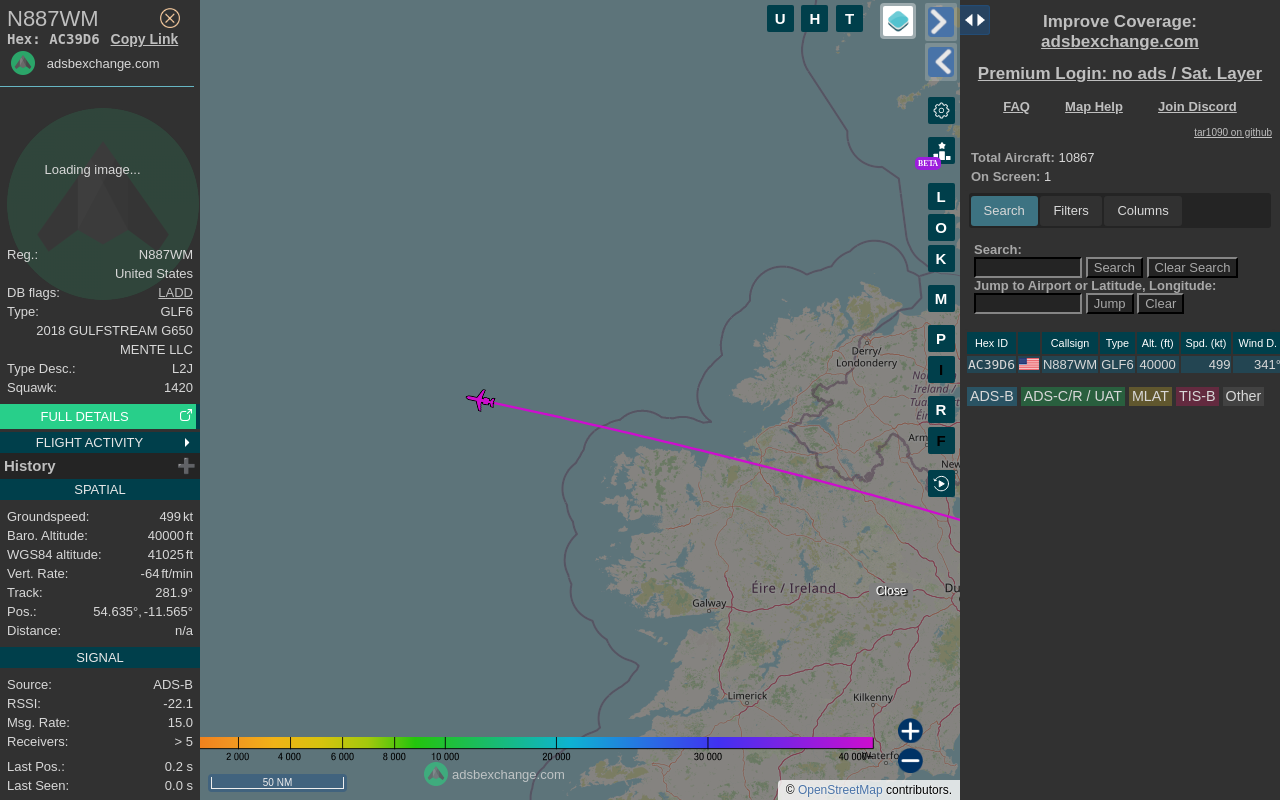 N887WM
Hex: AC39D6 Copy Link
adsbexchange.com
Loading image...
Reg.: N887WM
United States
DB flags: LADD
Type: GLF6
2018 GULFSTREAM G650
MENTE LLC
Type Desc.: L2J
Squawk: 1420
FULL DETAILS
FLIGHT ACTIVITY
History
SPATIAL
Groundspeed: 499 kt
Baro. Altitude: 40000 ft
WGS84 altitude: 41025 ft
Vert. Rate: -64 ft/min
Track: 281.9°
Pos.: 54.635°, -11.565°
Distance: n/a
SIGNAL
Source: ADS-B
RSSI: -22.1
Msg. Rate: 15.0
Receivers: > 5
Last Pos.: 0.2 s
Last Seen: 0.0 s
U H T
BETA
L
O
K
M
P
I
R
F
Derry/
Londonderry
Northern
Ireland /
Éire / Ireland
Close
Galway
Limerick
Kilkenny
2 000 4 000 6 000 8 000 10 000 20 000 30 000 40 000+
adsbexchange.com
50 NM
© OpenStreetMap contributors.
Improve Coverage:
adsbexchange.com
Premium Login: no ads / Sat. Layer
FAQ Map Help Join Discord
tar1090 on github
Total Aircraft: 10867
On Screen: 1
Search Filters Columns
Search:
Search Clear Search
Jump to Airport or Latitude, Longitude:
Jump Clear
Hex ID Callsign Type Alt. (ft) Spd. (kt) Wind D.
AC39D6 N887WM GLF6 40000 499 341°
ADS-B ADS-C/R / UAT MLAT TIS-B Other